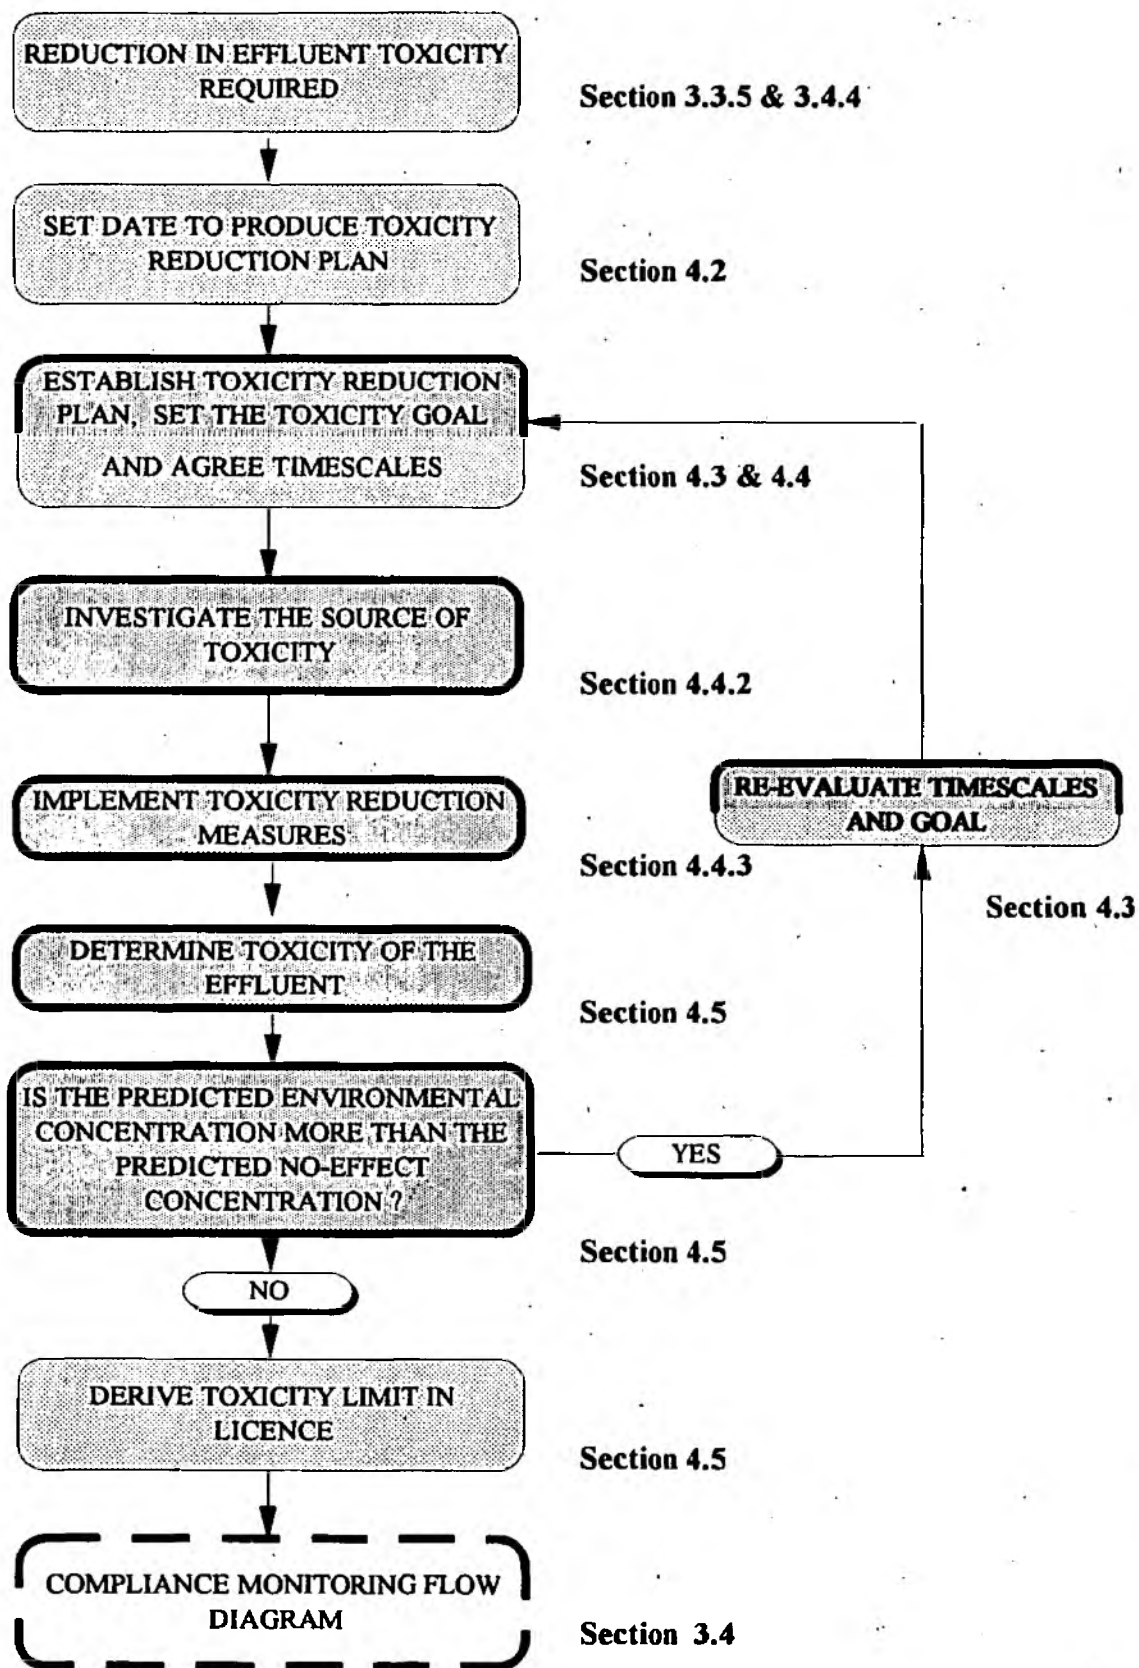 REDUCTION IN EFFLUENT TOXICITY
REQUIRED
Section 3.3.5 & 3.4.4
SET DATE TO PRODUCE TOXICITY
REDUCTION PLAN
Section 4.2
ESTABLISH TOXICITY REDUCTION
PLAN, SET THE TOXICITY GOAL
AND AGREE TIMESCALES
Section 4.3 & 4.4
INVESTIGATE THE SOURCE OF
TOXICITY
Section 4.4.2
IMPLEMENT TOXICITY REDUCTION
MEASURES
Section 4.4.3
RE-EVALUATE TIMESCALES
AND GOAL
Section 4.3
DETERMINE TOXICITY OF THE
EFFLUENT
Section 4.5
IS THE PREDICTED ENVIRONMENTAL
CONCENTRATION MORE THAN THE
PREDICTED NO-EFFECT
CONCENTRATION ?
YES
Section 4.5
NO
DERIVE TOXICITY LIMIT IN
LICENCE
Section 4.5
COMPLIANCE MONITORING FLOW
DIAGRAM
Section 3.4